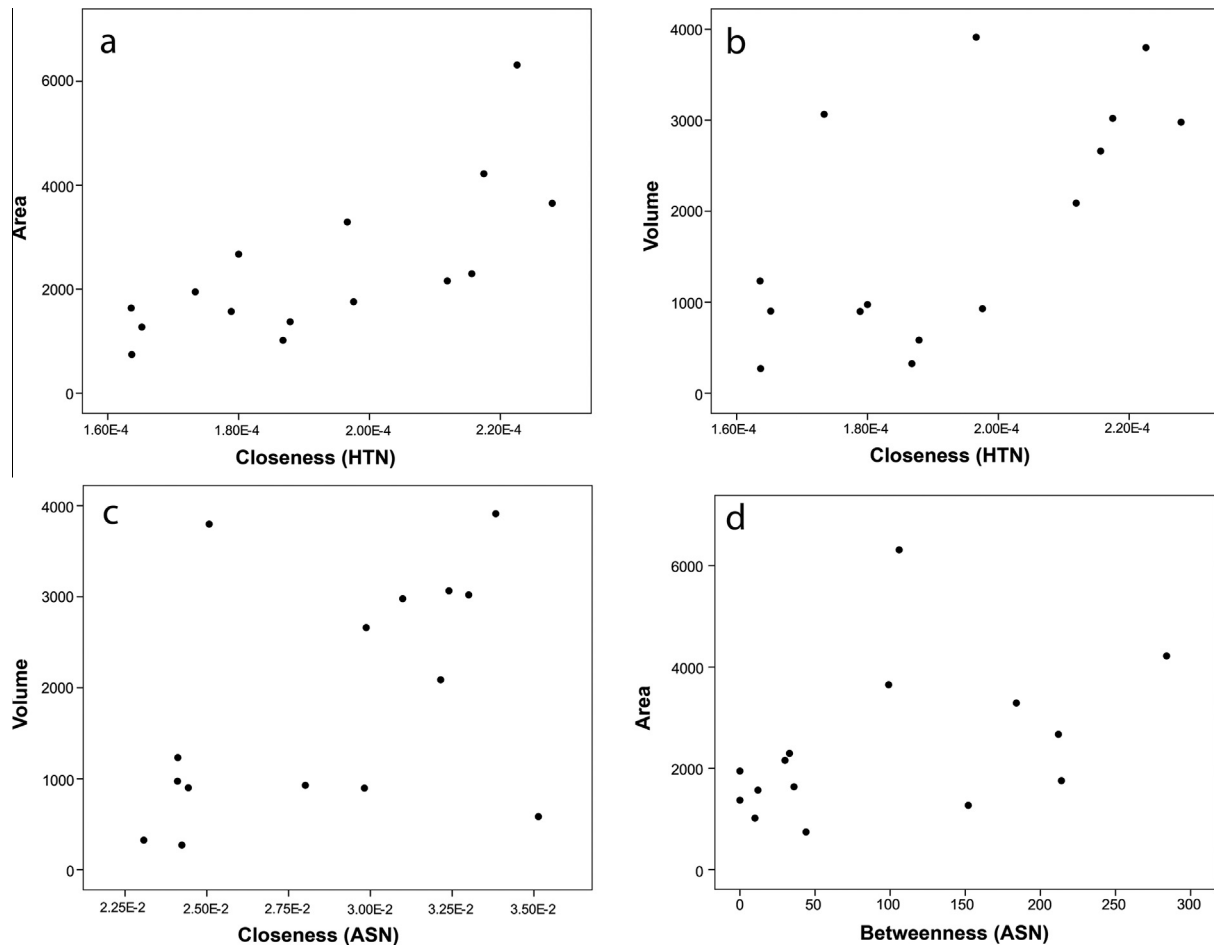 a
6000
4000
2000
0
Area
1.60E-4 1.80E-4 2.00E-4 2.20E-4
Closeness (HTN)
b
4000
3000
2000
1000
0
Volume
1.60E-4 1.80E-4 2.00E-4 2.20E-4
Closeness (HTN)
c
4000
3000
2000
1000
0
Volume
2.25E-2 2.50E-2 2.75E-2 3.00E-2 3.25E-2 3.50E-2
Closeness (ASN)
d
6000
4000
2000
0
Area
0 50 100 150 200 250 300
Betweenness (ASN)